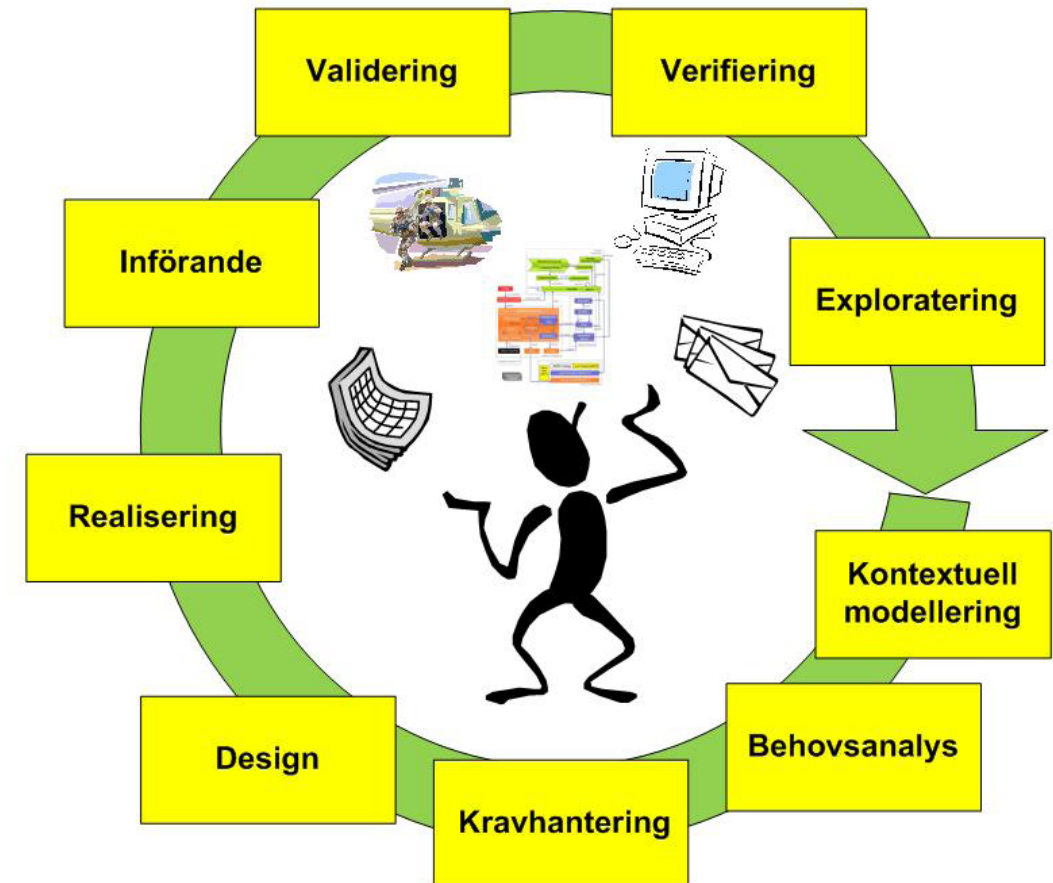 Validering
Verifiering
Införande
Exploratering
Realisering
Kontextuell
modellering
Design
Behovsanalys
Kravhantering